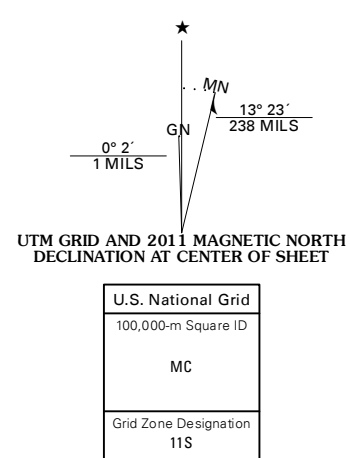 ★
MN
13° 23´
238 MILS
GN
0° 2´
1 MILS
UTM GRID AND 2011 MAGNETIC NORTH
DECLINATION AT CENTER OF SHEET
U.S. National Grid
100,000-m Square ID
MC
Grid Zone Designation
11S